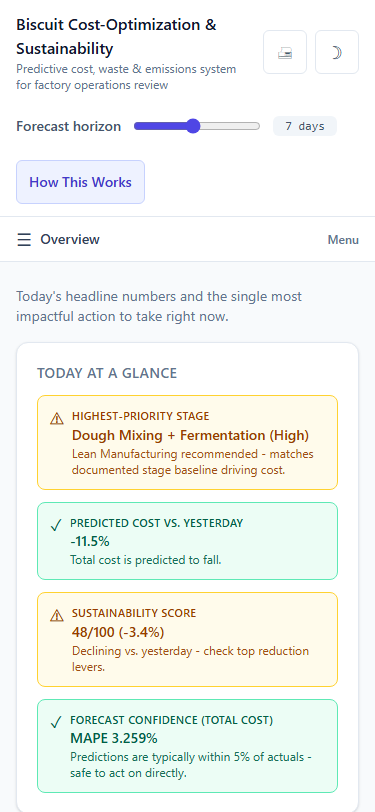 Biscuit Cost-Optimization &
Sustainability
Predictive cost, waste & emissions system
for factory operations review
Forecast horizon
7 days
How This Works
Overview
Menu
Today's headline numbers and the single most
impactful action to take right now.
TODAY AT A GLANCE
HIGHEST-PRIORITY STAGE
Dough Mixing + Fermentation (High)
Lean Manufacturing recommended - matches
documented stage baseline driving cost.
PREDICTED COST VS. YESTERDAY
-11.5%
Total cost is predicted to fall.
SUSTAINABILITY SCORE
48/100 (-3.4%)
Declining vs. yesterday - check top reduction
levers.
FORECAST CONFIDENCE (TOTAL COST)
MAPE 3.259%
Predictions are typically within 5% of actuals -
safe to act on directly.